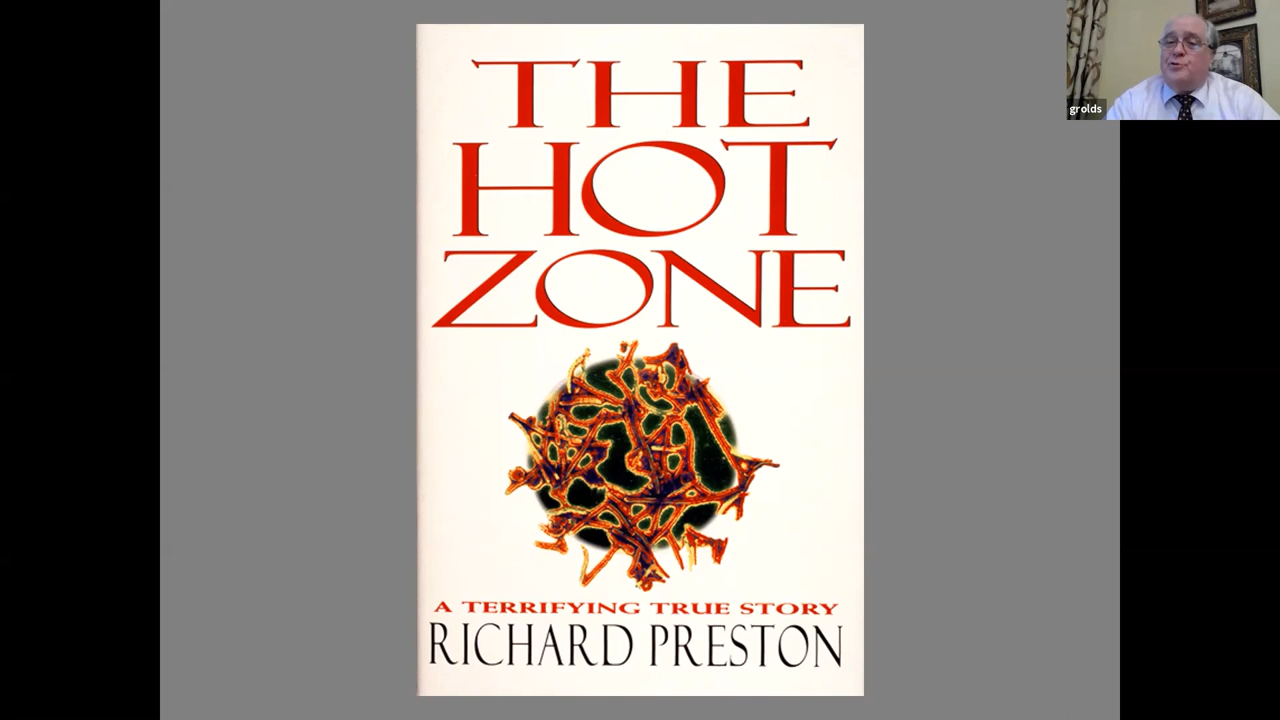 THE
HOT
ZONE
A TERRIFYING TRUE STORY
RICHARD PRESTON
grolds